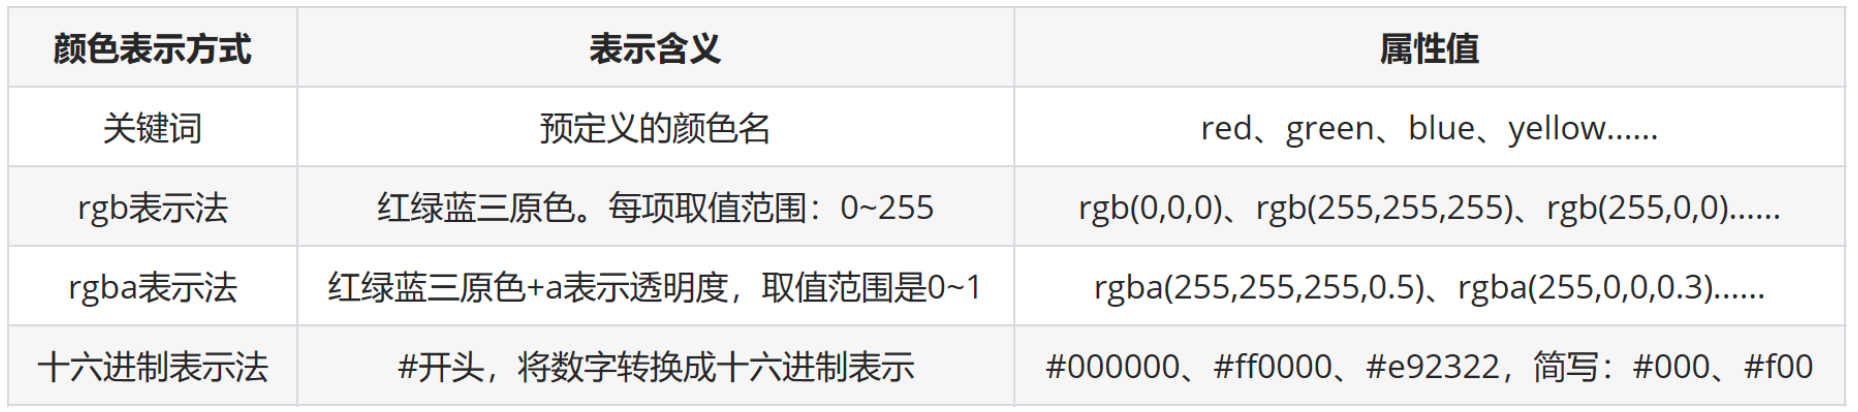 颜色表示方式 表示含义 属性值
关键词 预定义的颜色名 red、green、blue、yellow......
rgb表示法 红绿蓝三原色。每项取值范围：0~255 rgb(0,0,0)、rgb(255,255,255)、rgb(255,0,0)......
rgba表示法 红绿蓝三原色+a表示透明度，取值范围是0~1 rgba(255,255,255,0.5)、rgba(255,0,0,0.3)......
十六进制表示法 #开头，将数字转换成十六进制表示 #000000、#ff0000、#e92322，简写：#000、#f00